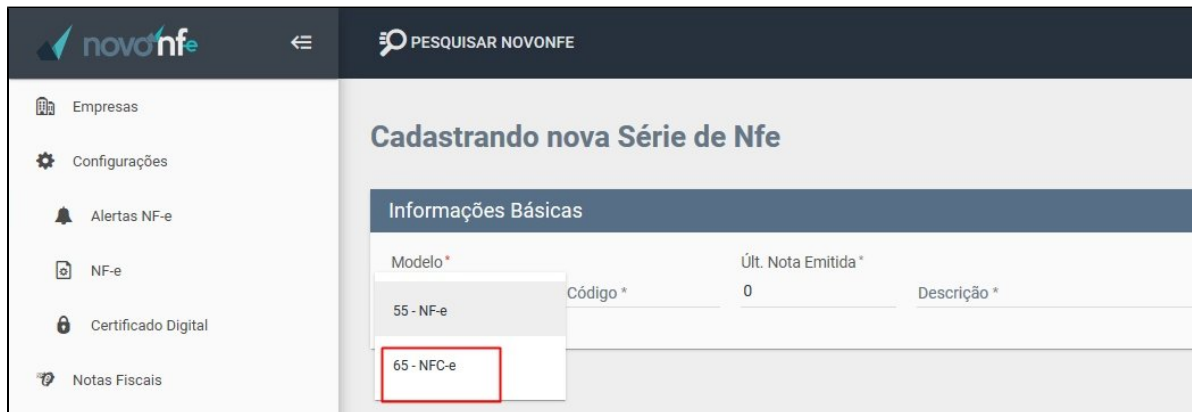 novonfe
PESQUISAR NOVONFE
Empresas
Configurações
Alertas NF-e
NF-e
Certificado Digital
Notas Fiscais
Cadastrando nova Série de Nfe
Informações Básicas
Modelo*
Últ. Nota Emitida*
Código *
0
Descrição *
55 - NF-e
65 - NFC-e